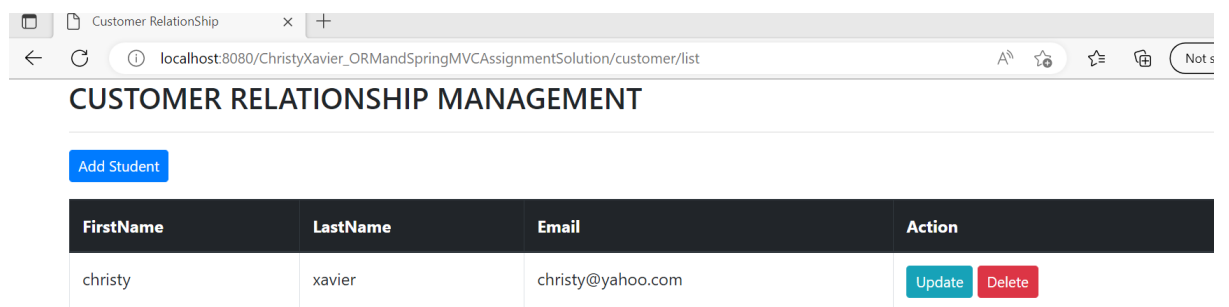 Customer RelationShip
localhost:8080/ChristyXavier_ORMandSpringMVCAssignmentSolution/customer/list
Not s
CUSTOMER RELATIONSHIP MANAGEMENT
Add Student
FirstName LastName Email Action
christy xavier christy@yahoo.com Update Delete